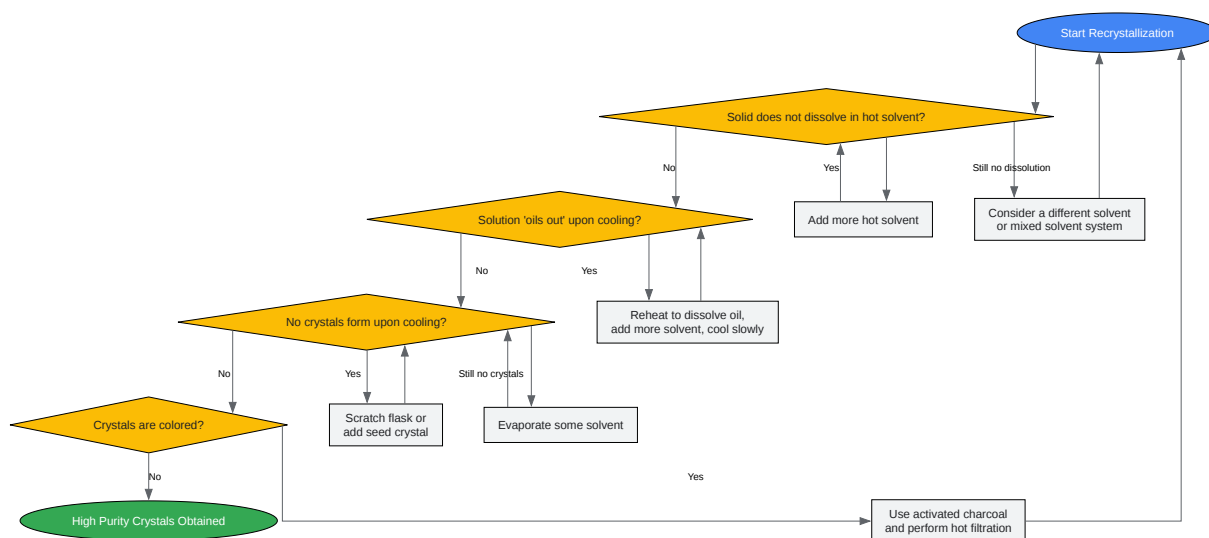 Start Recrystallization
Solid does not dissolve in hot solvent?
No
Yes
Still no dissolution
Solution 'oils out' upon cooling?
Add more hot solvent
Consider a different solvent
or mixed solvent system
No
Yes
No crystals form upon cooling?
Reheat to dissolve oil,
add more solvent, cool slowly
No
Yes
Still no crystals
Crystals are colored?
Scratch flask or
add seed crystal
Evaporate some solvent
No
Yes
High Purity Crystals Obtained
Use activated charcoal
and perform hot filtration